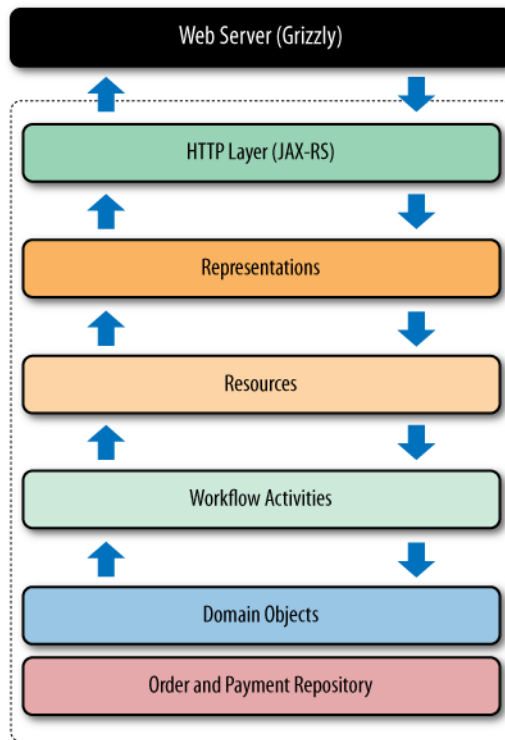 Web Server (Grizzly)
HTTP Layer (JAX-RS)
Representations
Resources
Workflow Activities
Domain Objects
Order and Payment Repository